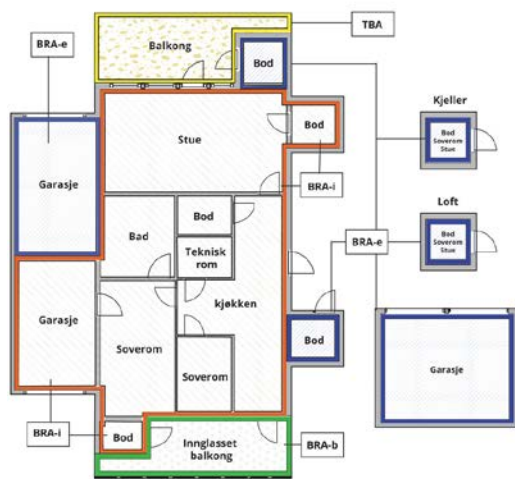 TBA
Balkong
BRA-e
Bod
Kjeller
Stue
Bod
Bod
Soverom
Stue
Garasje
BRA-i
Loft
Bod
Bad
Bod
Soverom
Stue
Teknisk
rom
BRA-e
Garasje
kjøkken
Soverom
Bod
Garasje
Soverom
BRA-i
Bod
Innglasset
balkong
BRA-b